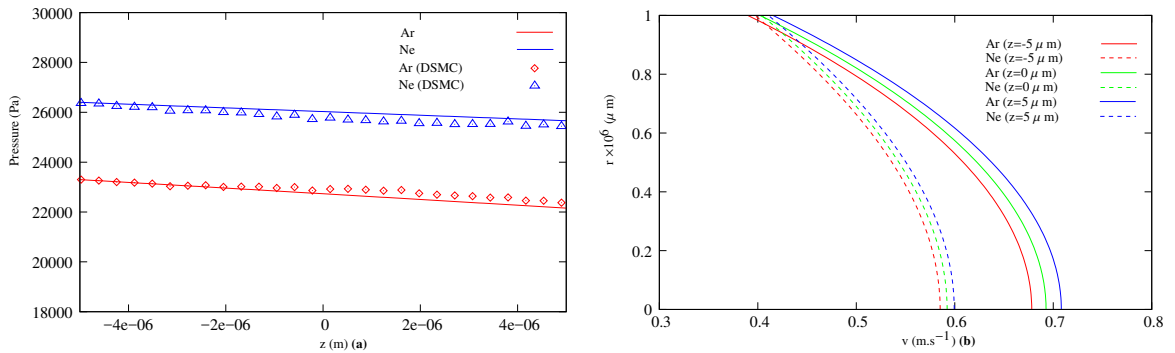 30000
28000
26000
24000
22000
20000
18000
Pressure (Pa)
−4e−06
−2e−06
0
2e−06
4e−06
z (m) (a)
Ar
Ne
Ar (DSMC)
Ne (DSMC)
1
0.8
0.6
0.4
0.2
0
r ×10⁶ (μ m)
0.3
0.4
0.5
0.6
0.7
0.8
v (m.s⁻¹) (b)
Ar (z=-5 μ m)
Ne (z=-5 μ m)
Ar (z=0 μ m)
Ne (z=0 μ m)
Ar (z=5 μ m)
Ne (z=5 μ m)